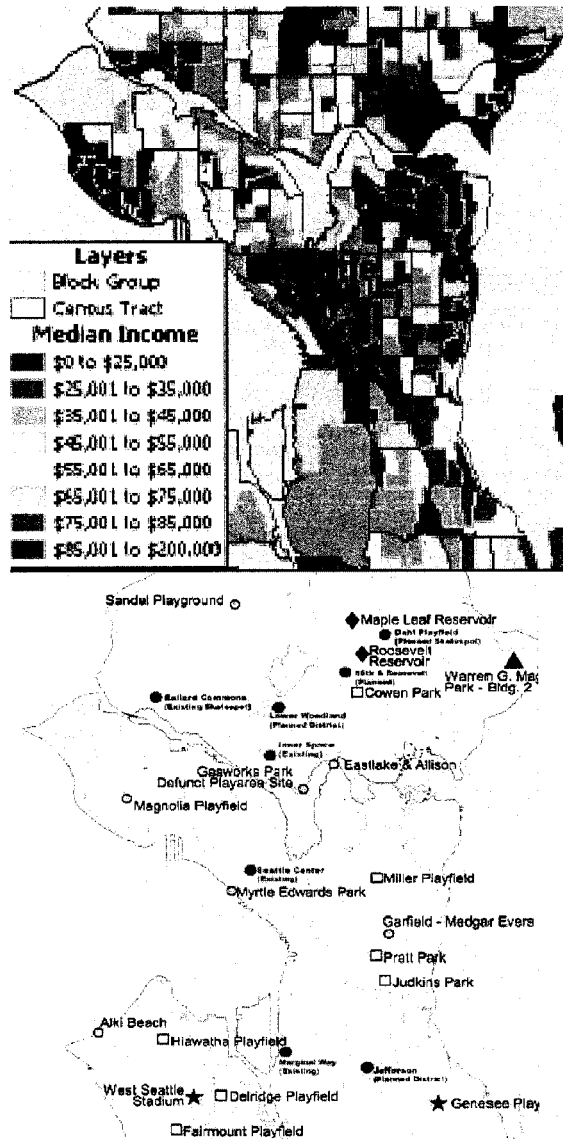 Layers
Block Group
Census Tract
Median Income
$0 to $25,000
$25,001 to $35,000
$35,001 to $45,000
$45,001 to $55,000
$55,001 to $65,000
$65,001 to $75,000
$75,001 to $85,000
$85,001 to $200,000
Sandel Playground
Maple Leaf Reservoir
Dahl Playfield
(Planned Skatespot)
Roosevelt
Reservoir
(Planned)
Warren G. Mag
Park - Bldg. 2
Cowen Park
Ballard Commons
(Existing Skatespot)
Lower Woodland
(Planned District)
Inner Space
(Existing)
Eastlake & Allison
Gasworks Park
Defunct Playarea Site
Magnolia Playfield
Seattle Center
(Existing)
Miller Playfield
Myrtle Edwards Park
Garfield - Medgar Evers
Pratt Park
Judkins Park
Alki Beach
Hiawatha Playfield
Marginal Way
(Existing)
Jefferson
(Planned District)
West Seattle
Stadium
Delridge Playfield
Genesee Play
Fairmount Playfield